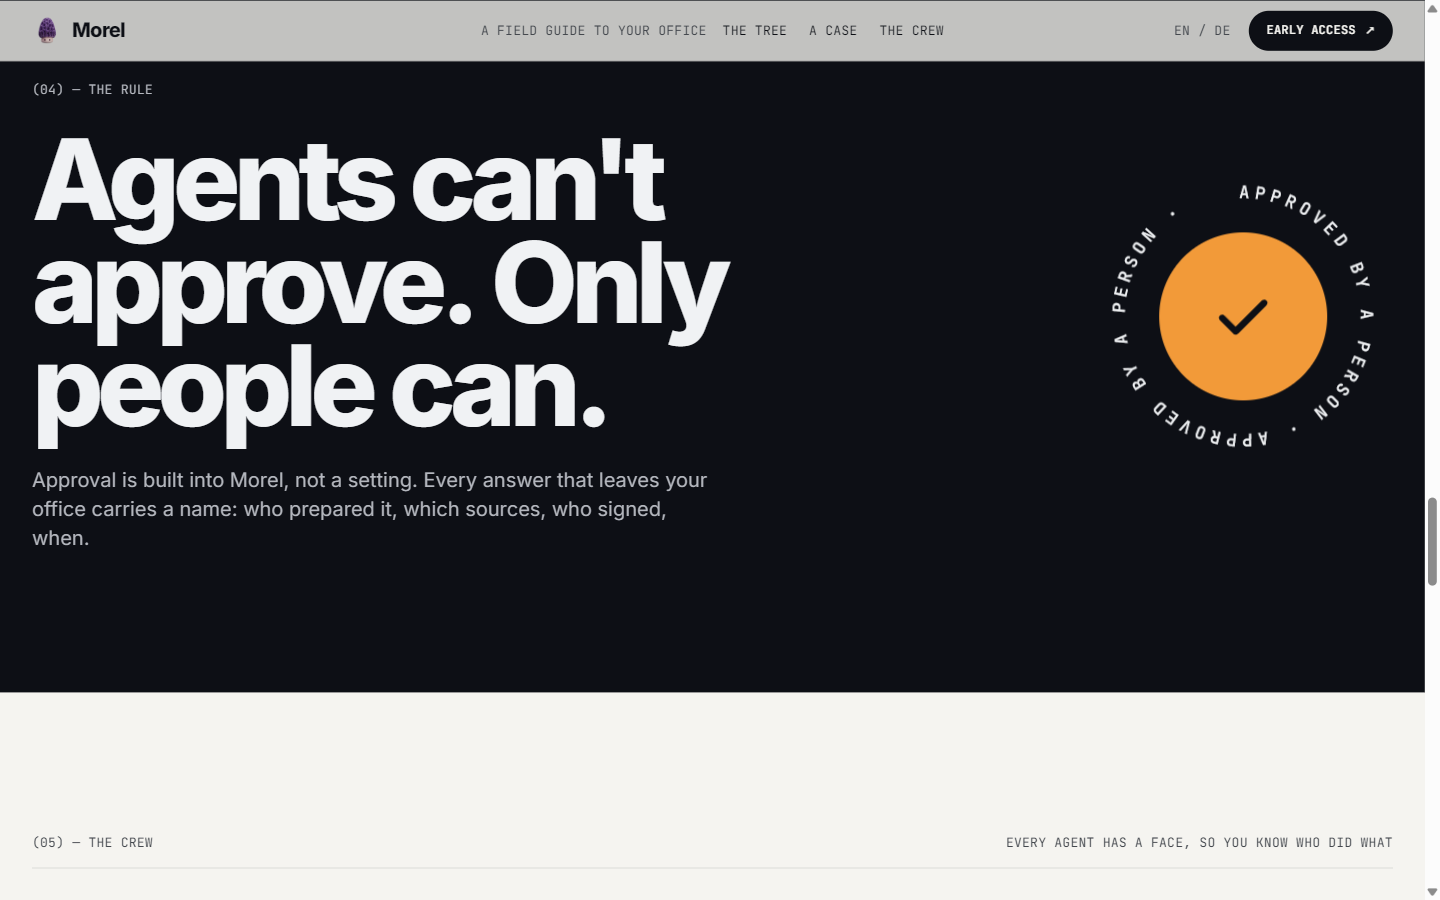 Morel
A FIELD GUIDE TO YOUR OFFICE THE TREE A CASE THE CREW
EN / DE
EARLY ACCESS ↗
(04) — THE RULE
Agents can't
approve. Only
people can.
Approval is built into Morel, not a setting. Every answer that leaves your
office carries a name: who prepared it, which sources, who signed,
when.
APPROVED BY A PERSON · APPROVED BY A PERSON ·
(05) — THE CREW
EVERY AGENT HAS A FACE, SO YOU KNOW WHO DID WHAT